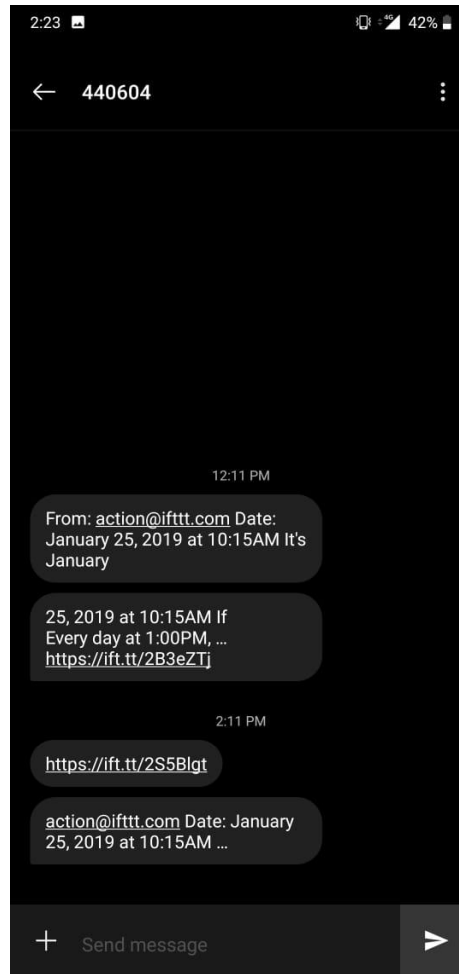 2:23 4G 42%
440604
12:11 PM
From: action@ifttt.com Date:
January 25, 2019 at 10:15AM It's
January
25, 2019 at 10:15AM If
Every day at 1:00PM, ...
https://ift.tt/2B3eZTj
2:11 PM
https://ift.tt/2S5Blgt
action@ifttt.com Date: January
25, 2019 at 10:15AM ...
Send message